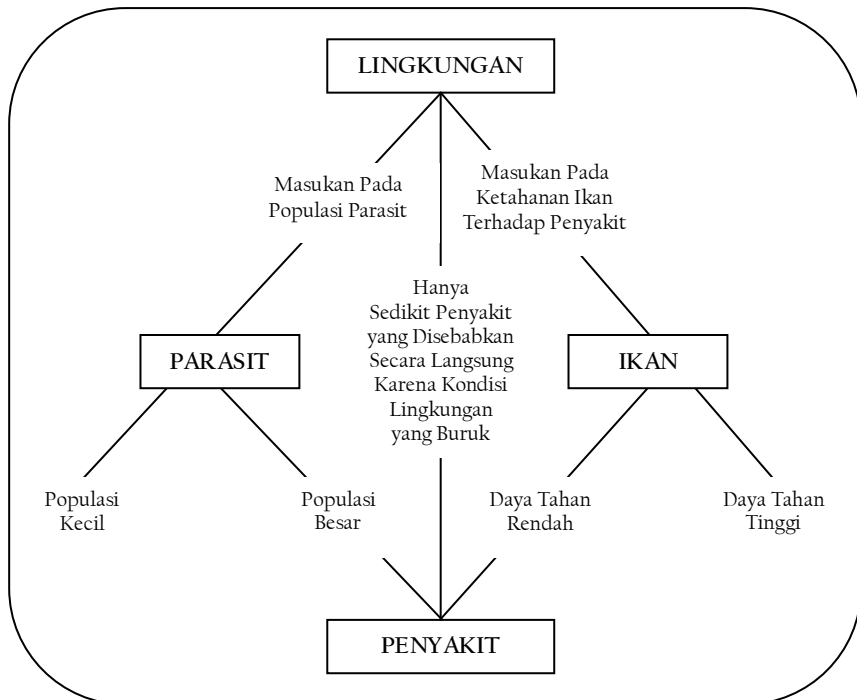 LINGKUNGAN
Masukan Pada
Populasi Parasit
Masukan Pada
Ketahanan Ikan
Terhadap Penyakit
Hanya
Sedikit Penyakit
yang Disebabkan
Secara Langsung
Karena Kondisi
Lingkungan
yang Buruk
PARASIT
IKAN
Populasi
Kecil
Populasi
Besar
Daya Tahan
Rendah
Daya Tahan
Tinggi
PENYAKIT